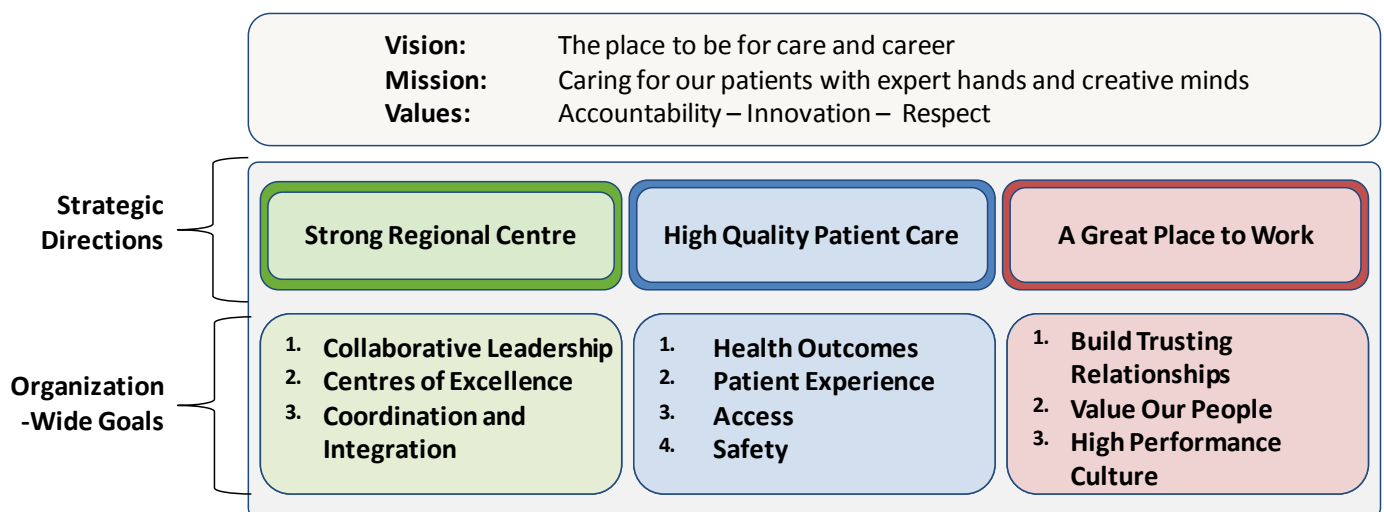 Vision: The place to be for care and career
Mission: Caring for our patients with expert hands and creative minds
Values: Accountability – Innovation – Respect
Strategic
Directions
Strong Regional Centre
High Quality Patient Care
A Great Place to Work
Organization
-Wide Goals
1. Collaborative Leadership
2. Centres of Excellence
3. Coordination and
Integration
1. Health Outcomes
2. Patient Experience
3. Access
4. Safety
1. Build Trusting
Relationships
2. Value Our People
3. High Performance
Culture